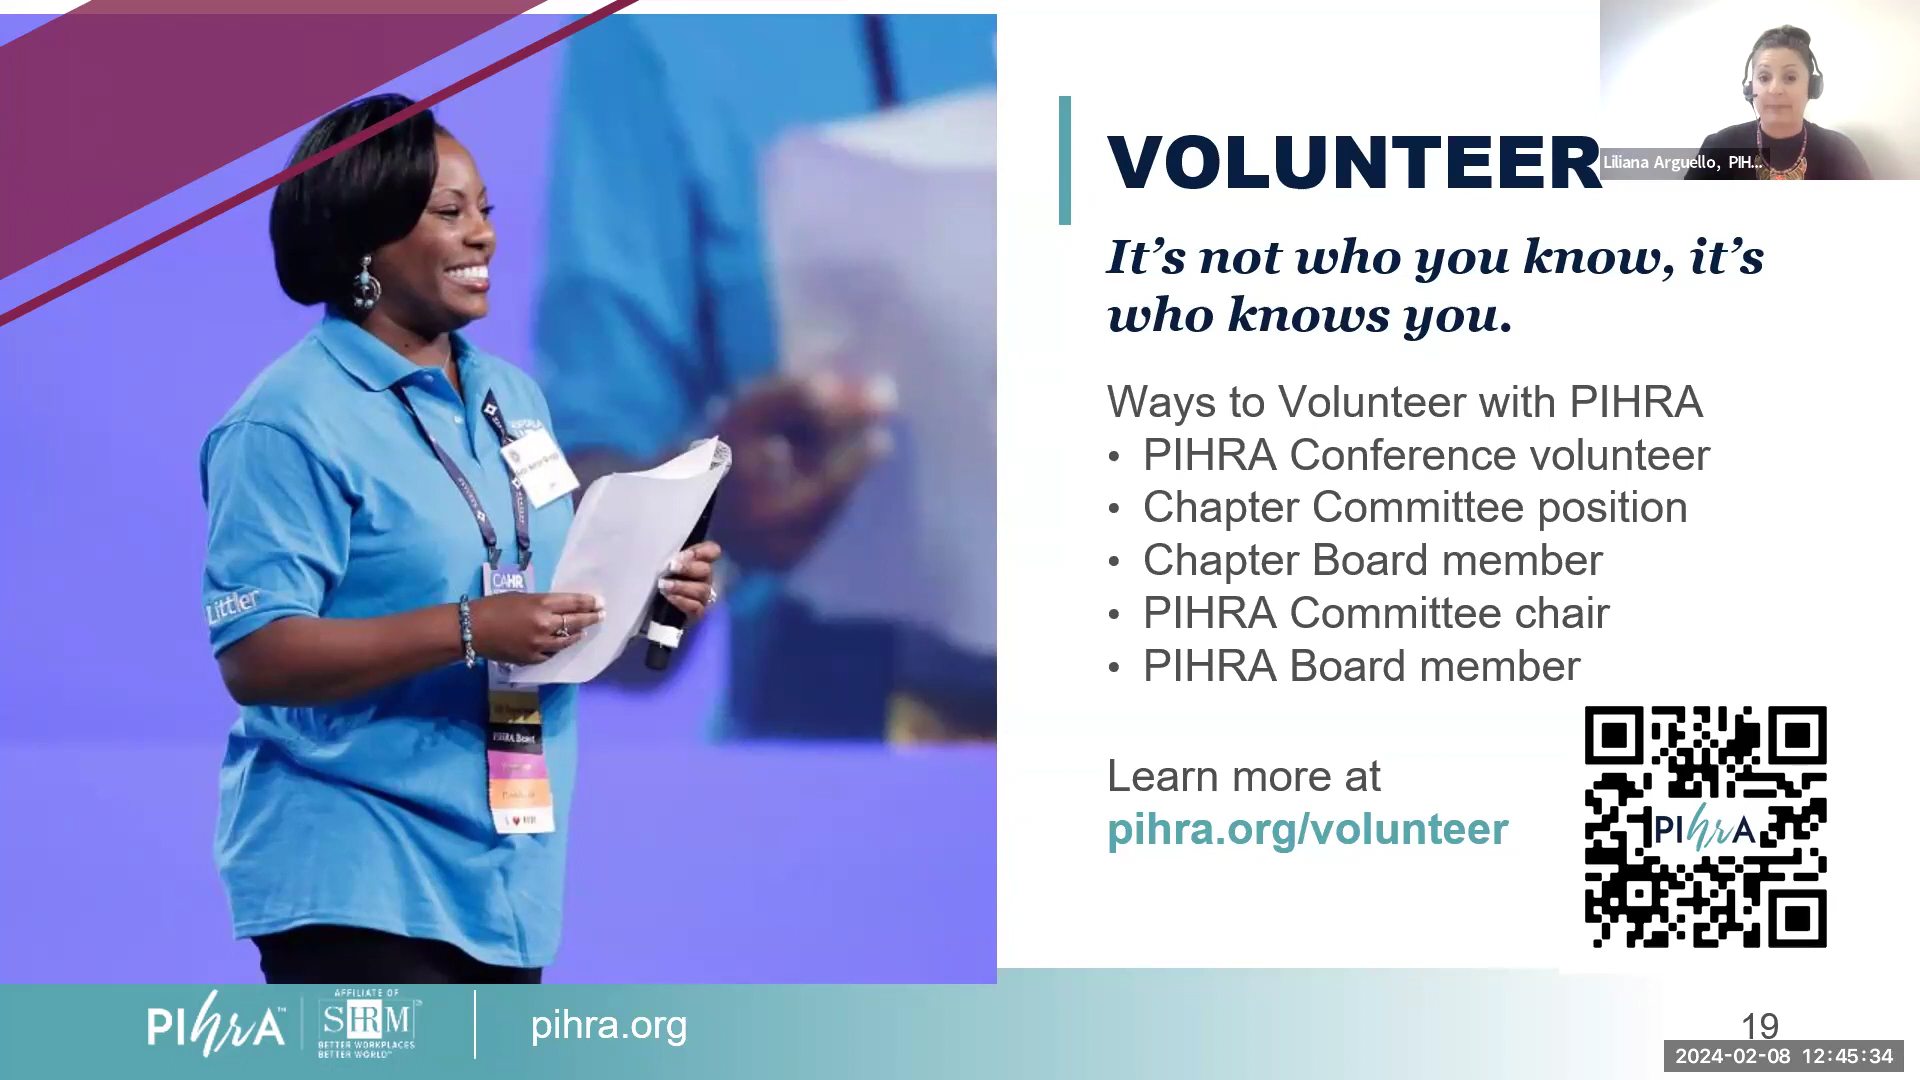 VOLUNTEER
Liliana Arguello, PIH...
It's not who you know, it's
who knows you.
Ways to Volunteer with PIHRA
• PIHRA Conference volunteer
• Chapter Committee position
• Chapter Board member
• PIHRA Committee chair
• PIHRA Board member
Learn more at
pihra.org/volunteer
PIhrA
CAHR
Littler
PIHRA Board
PIhrA™
AFFILIATE OF
SHRM
BETTER WORKPLACES
BETTER WORLD™
pihra.org
19
2024-02-08 12:45:34